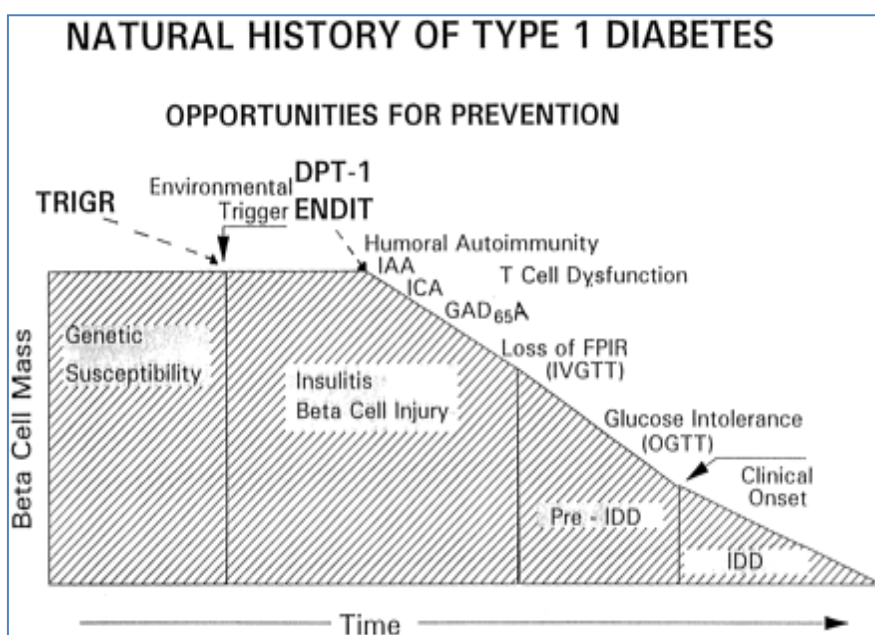 NATURAL HISTORY OF TYPE 1 DIABETES
OPPORTUNITIES FOR PREVENTION
TRIGR
Environmental
Trigger
DPT-1
ENDIT
Humoral Autoimmunity
IAA
ICA
GAD65A
T Cell Dysfunction
Loss of FPIR
(IVGTT)
Glucose Intolerance
(OGTT)
Clinical
Onset
Genetic
Susceptibility
Insulitis
Beta Cell Injury
Pre - IDD
IDD
Beta Cell Mass
Time